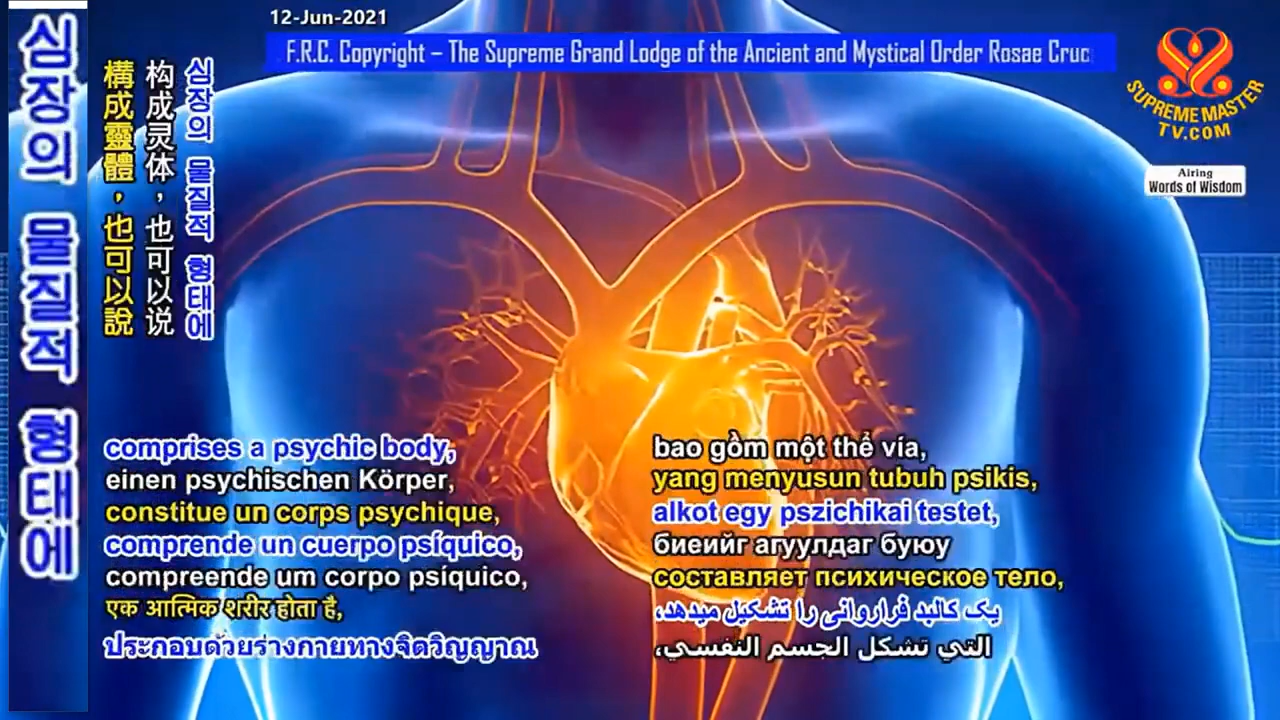 12-Jun-2021
F.R.C. Copyright – The Supreme Grand Lodge of the Ancient and Mystical Order Rosae Cruc
SUPREME MASTER
TV.COM
Airing
Words of Wisdom
심장의 물질적 형태에
構成靈體，也可以說
构成灵体，也可以说
심장의 물질적 형태에
comprises a psychic body,
einen psychischen Körper,
constitue un corps psychique,
comprende un cuerpo psíquico,
compreende um corpo psíquico,
एक आत्मिक शरीर होता है,
ประกอบด้วยร่างกายทางจิตวิญญาณ
bao gồm một thể vía,
yang menyusun tubuh psikis,
alkot egy pszichikai testet,
биеийг агуулдаг буюу
составляет психическое тело,
یک کالبد فراروانی را تشکیل میدهد،
التي تشكل الجسم النفسي،